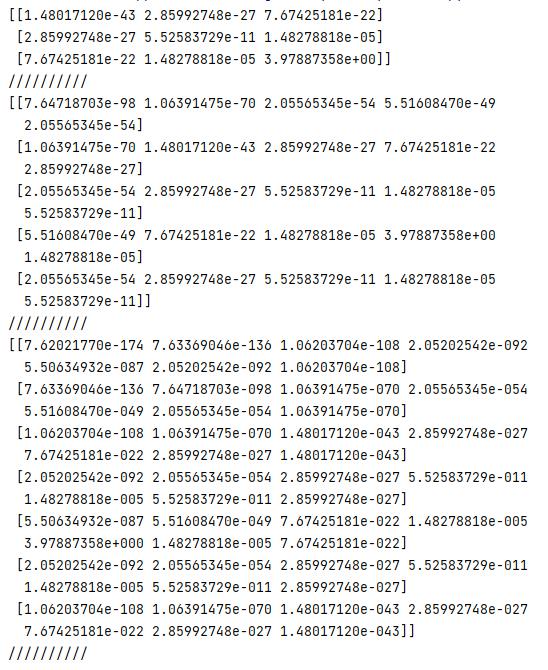 [[1.48017120e-43 2.85992748e-27 7.67425181e-22]
[2.85992748e-27 5.52583729e-11 1.48278818e-05]
[7.67425181e-22 1.48278818e-05 3.97887358e+00]]
//////////
[[7.64718703e-98 1.06391475e-70 2.05565345e-54 5.51608470e-49
2.05565345e-54]
[1.06391475e-70 1.48017120e-43 2.85992748e-27 7.67425181e-22
2.85992748e-27]
[2.05565345e-54 2.85992748e-27 5.52583729e-11 1.48278818e-05
5.52583729e-11]
[5.51608470e-49 7.67425181e-22 1.48278818e-05 3.97887358e+00
1.48278818e-05]
[2.05565345e-54 2.85992748e-27 5.52583729e-11 1.48278818e-05
5.52583729e-11]]
//////////
[[7.62021770e-174 7.63369046e-136 1.06203704e-108 2.05202542e-092
5.50634932e-087 2.05202542e-092 1.06203704e-108]
[7.63369046e-136 7.64718703e-098 1.06391475e-070 2.05565345e-054
5.51608470e-049 2.05565345e-054 1.06391475e-070]
[1.06203704e-108 1.06391475e-070 1.48017120e-043 2.85992748e-027
7.67425181e-022 2.85992748e-027 1.48017120e-043]
[2.05202542e-092 2.05565345e-054 2.85992748e-027 5.52583729e-011
1.48278818e-005 5.52583729e-011 2.85992748e-027]
[5.50634932e-087 5.51608470e-049 7.67425181e-022 1.48278818e-005
3.97887358e+000 1.48278818e-005 7.67425181e-022]
[2.05202542e-092 2.05565345e-054 2.85992748e-027 5.52583729e-011
1.48278818e-005 5.52583729e-011 2.85992748e-027]
[1.06203704e-108 1.06391475e-070 1.48017120e-043 2.85992748e-027
7.67425181e-022 2.85992748e-027 1.48017120e-043]]
//////////